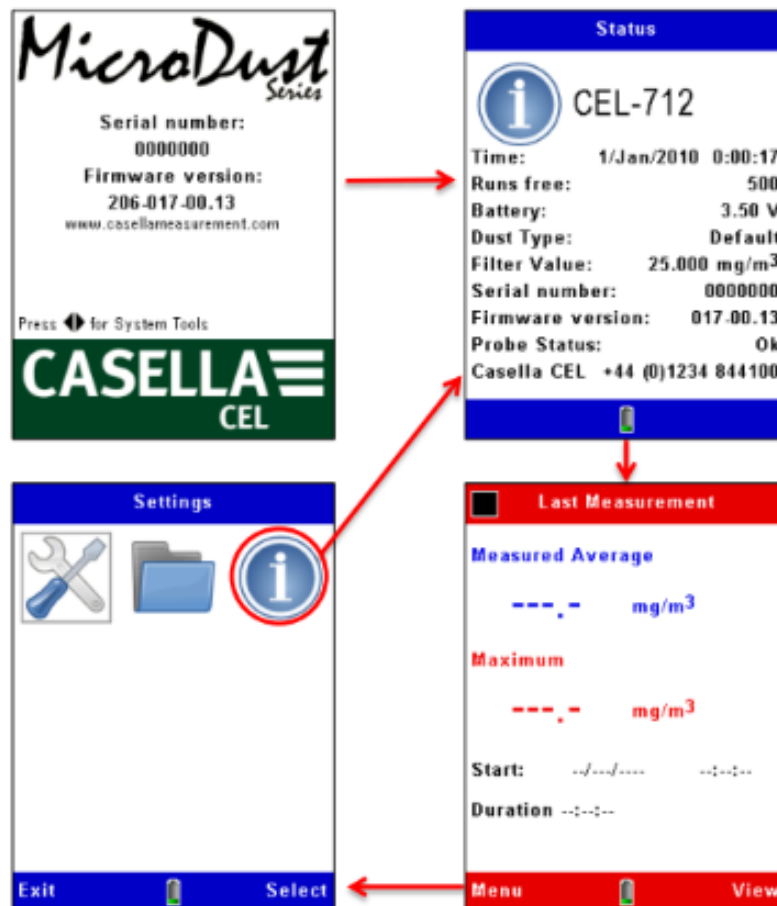 MicroDust
Series
Serial number:
0000000
Firmware version:
206-017-00.13
www.casellameasurement.com
Press for System Tools
CASELLA
CEL
Status
CEL-712
Time: 1/Jan/2010 0:00:17
Runs free: 500
Battery: 3.50 V
Dust Type: Default
Filter Value: 25.000 mg/m³
Serial number: 0000000
Firmware version: 017-00.13
Probe Status: Ok
Casella CEL +44 (0)1234 844100
Settings
Exit Select
Last Measurement
Measured Average
---.- mg/m³
Maximum
---.- mg/m³
Start: --/---/---- --:--:--
Duration --:--:--
Menu View